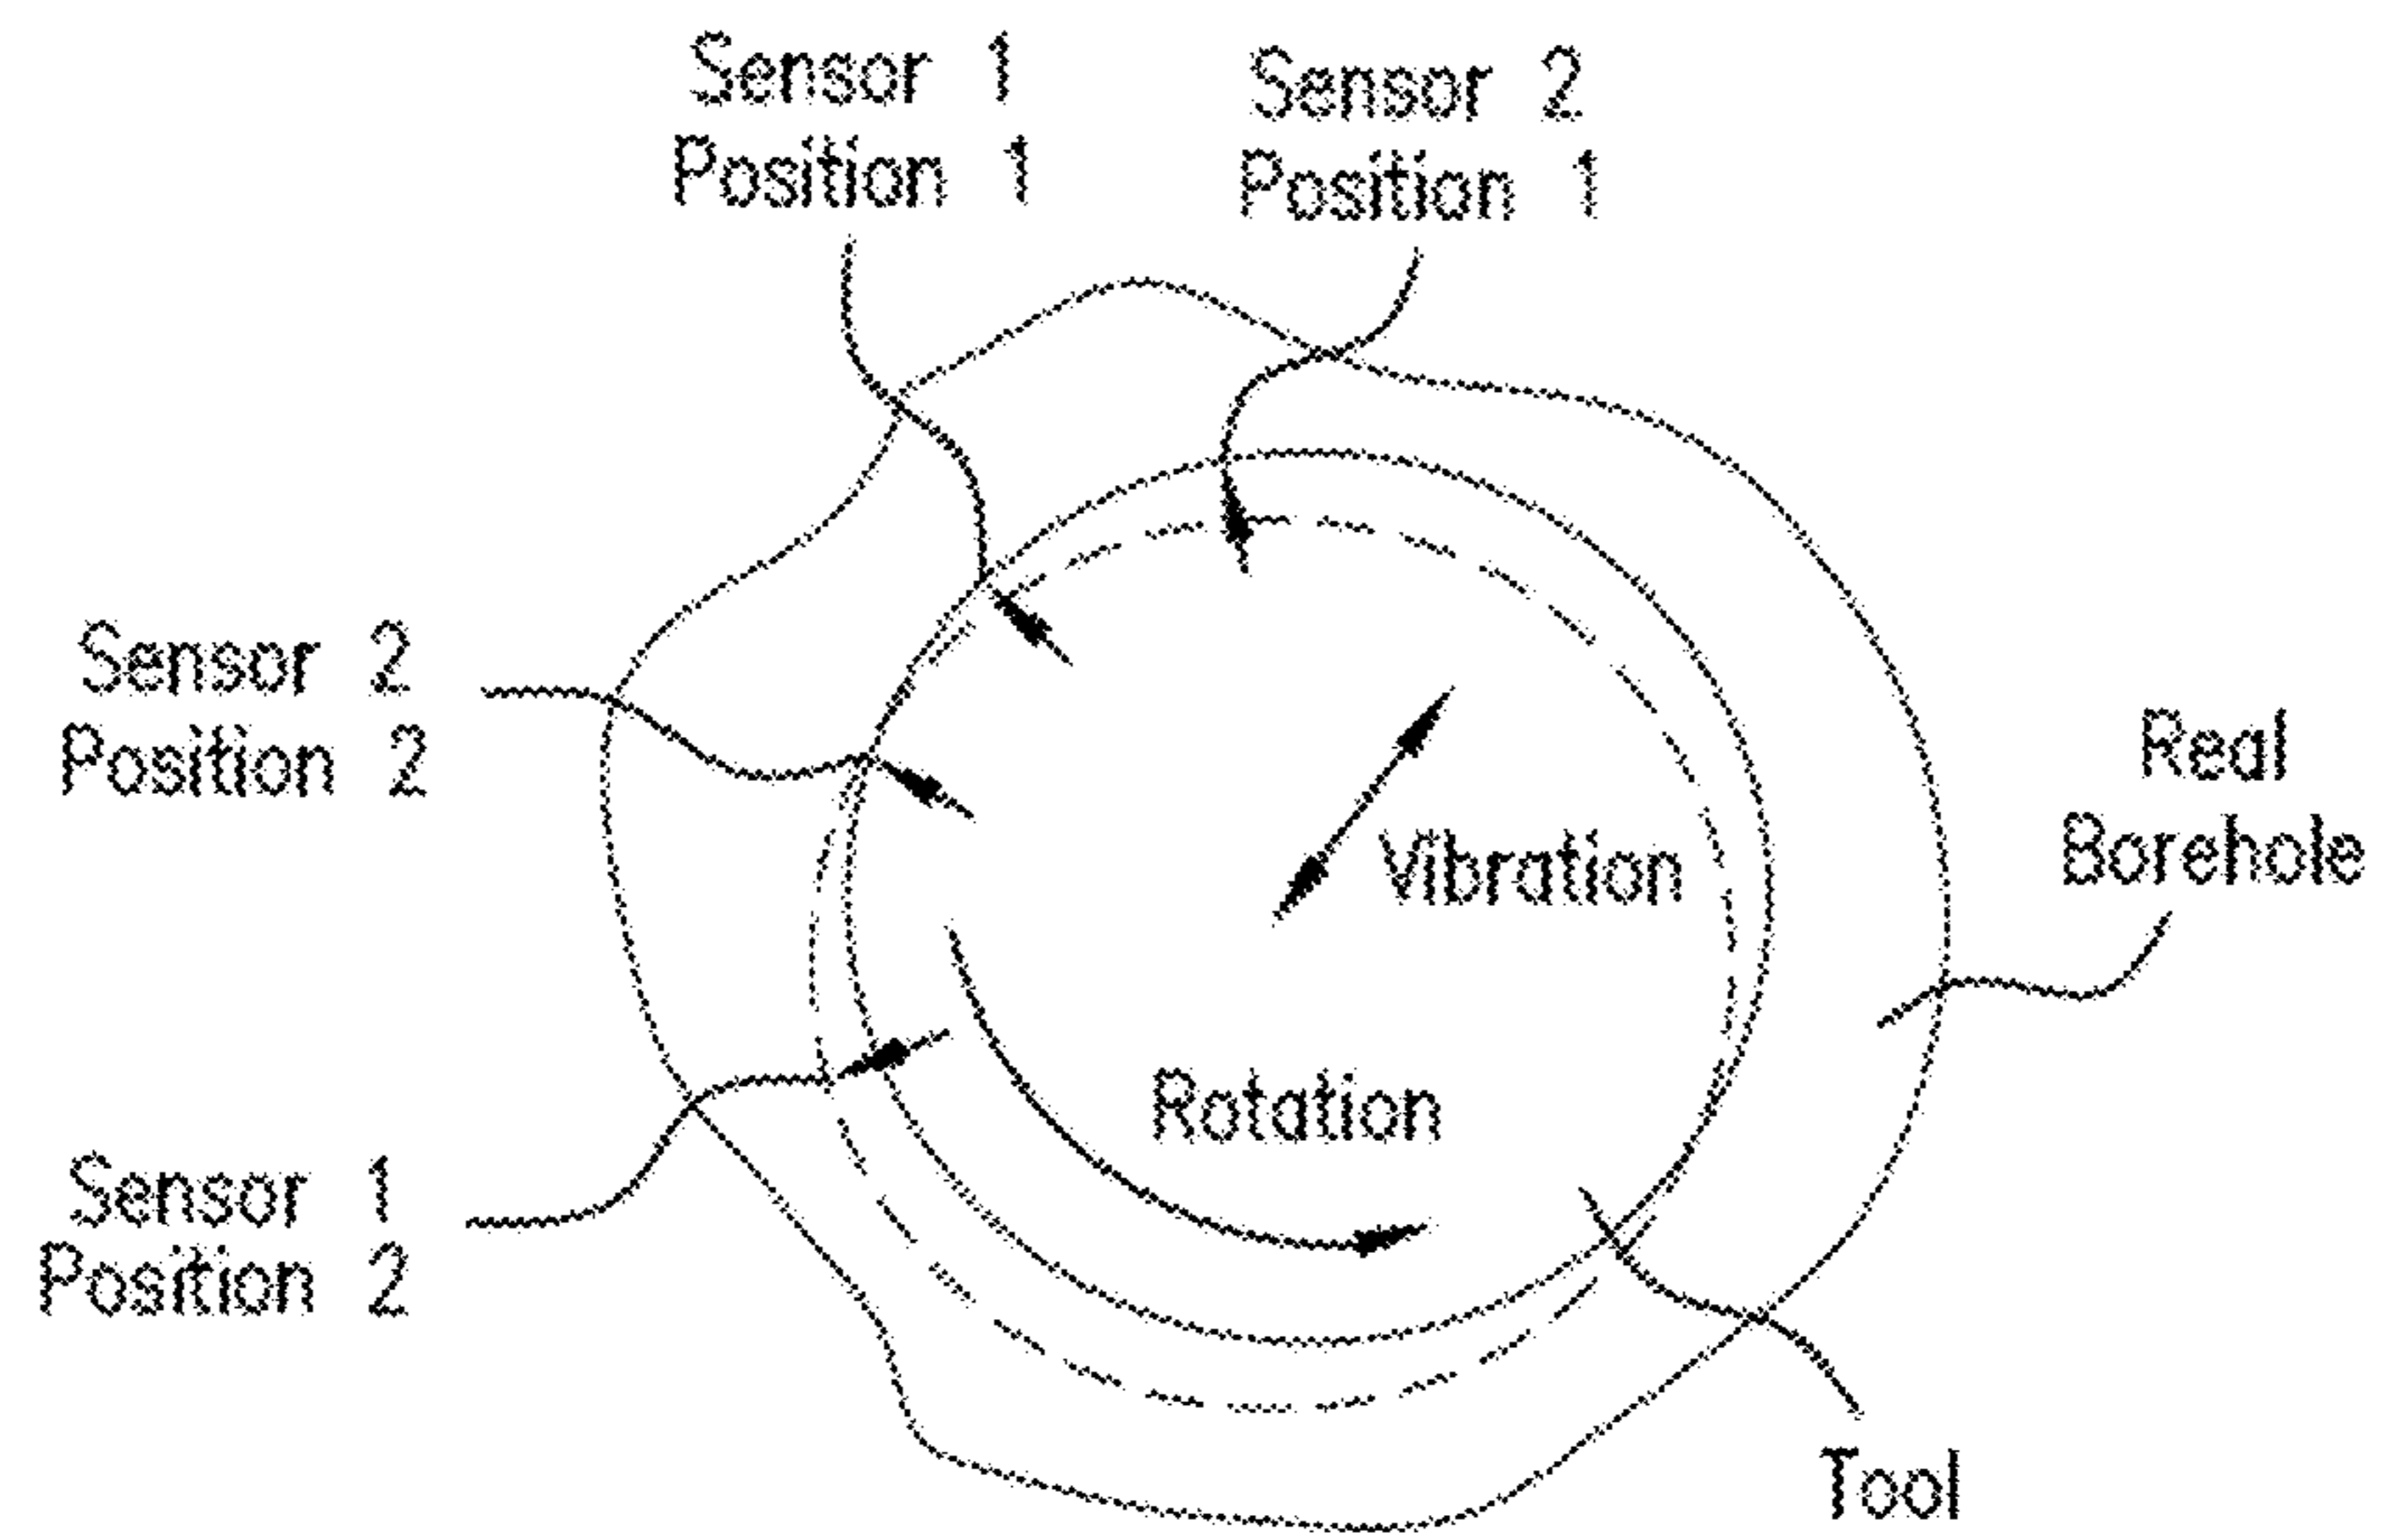 Sensor 1
Position 1
Sensor 2
Position 1
Sensor 2
Position 2
Real
Borehole
Vibration
Rotation
Sensor 1
Position 2
Tool